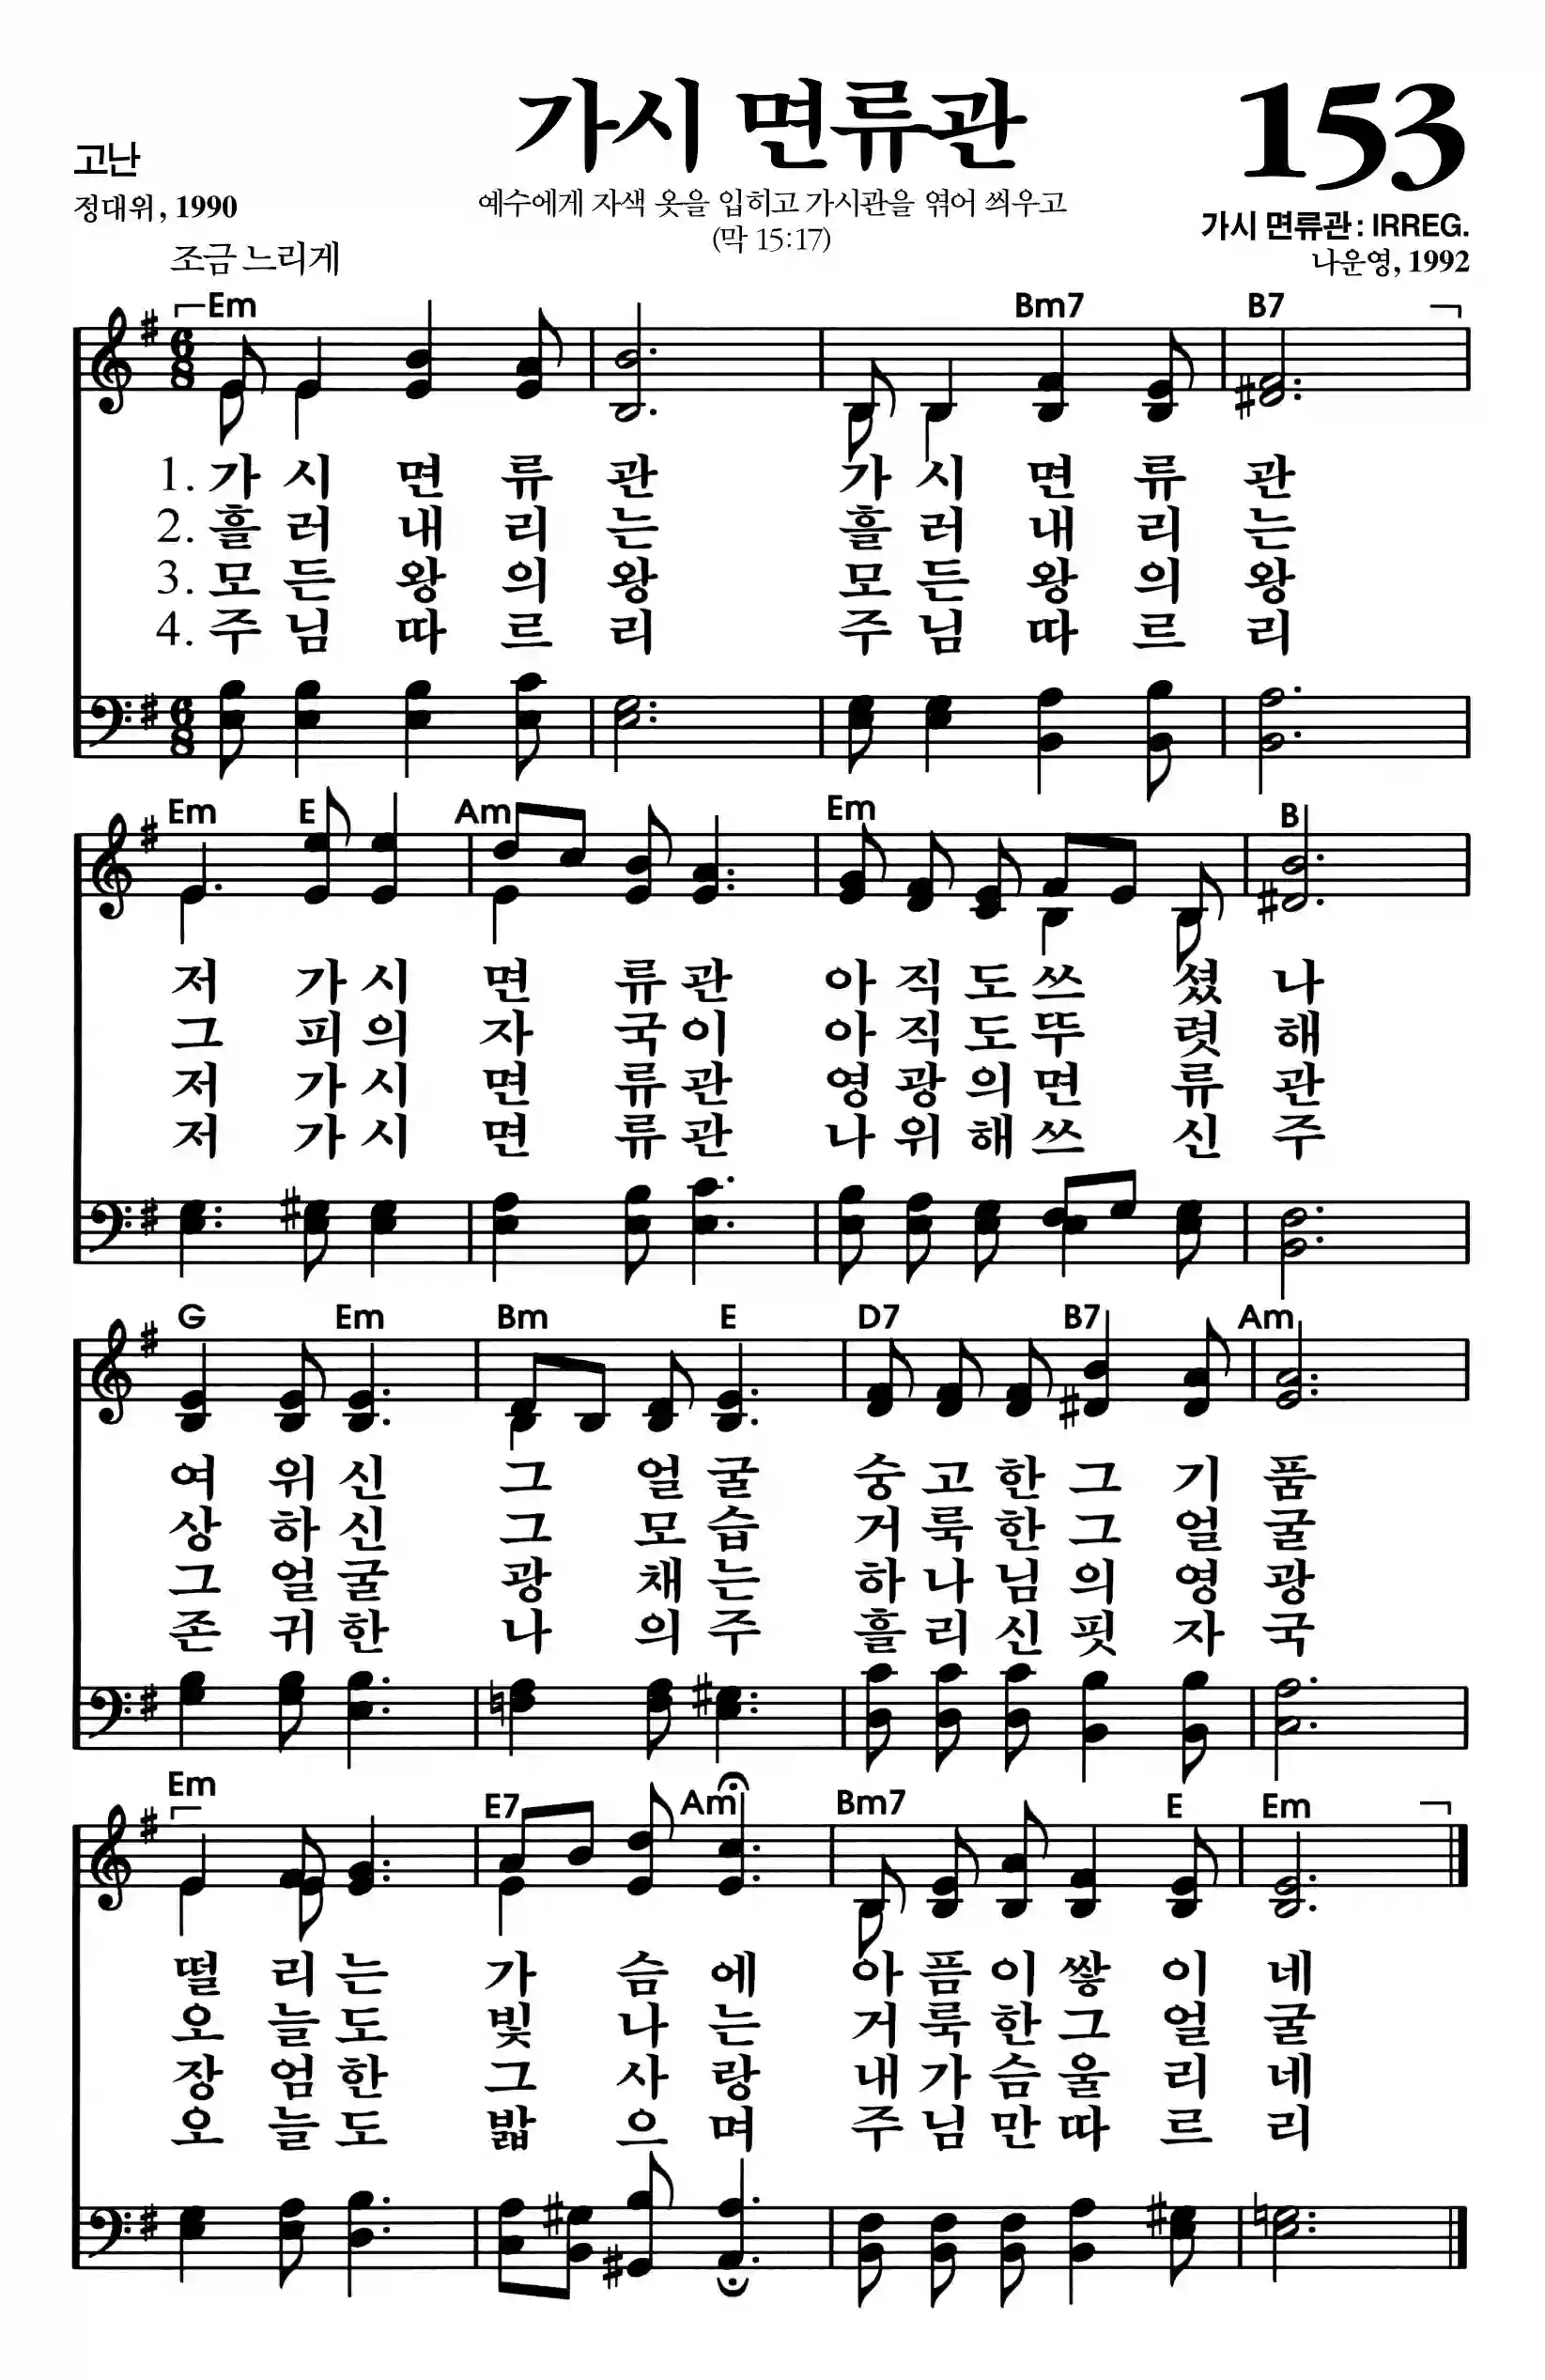 가시 면류관
153
고난
정대위, 1990
예수에게 자색 옷을 입히고 가시관을 엮어 씌우고
(막 15:17)
가시 면류관 : IRREG.
나운영, 1992
조금 느리게
Em Bm7 B7
6 8
1. 가 시 면 류 관 가 시 면 류 관
2. 흘 러 내 리 는 흘 러 내 리 는
3. 모 든 왕 의 왕 모 든 왕 의 왕
4. 주 님 따 르 리 주 님 따 르 리
6 8
Em E Am Em B
저 가 시 면 류 관 아 직 도 쓰 셨 나
그 피 의 자 국 이 아 직 도 뚜 렷 해
저 가 시 면 류 관 영 광 의 면 류 관
저 가 시 면 류 관 나 위 해 쓰 신 주
G Em Bm E D7 B7 Am
여 위 신 그 얼 굴 숭 고 한 그 기 품
상 하 신 그 모 습 거 룩 한 그 얼 굴
그 얼 굴 광 채 는 하 나 님 의 영 광
존 귀 한 나 의 주 흘 리 신 핏 자 국
Em E7 Am Bm7 E Em
떨 리 는 가 슴 에 아 픔 이 쌓 이 네
오 늘 도 빛 나 는 거 룩 한 그 얼 굴
장 엄 한 그 사 랑 내 가 슴 울 리 네
오 늘 도 밟 으 며 주 님 만 따 르 리